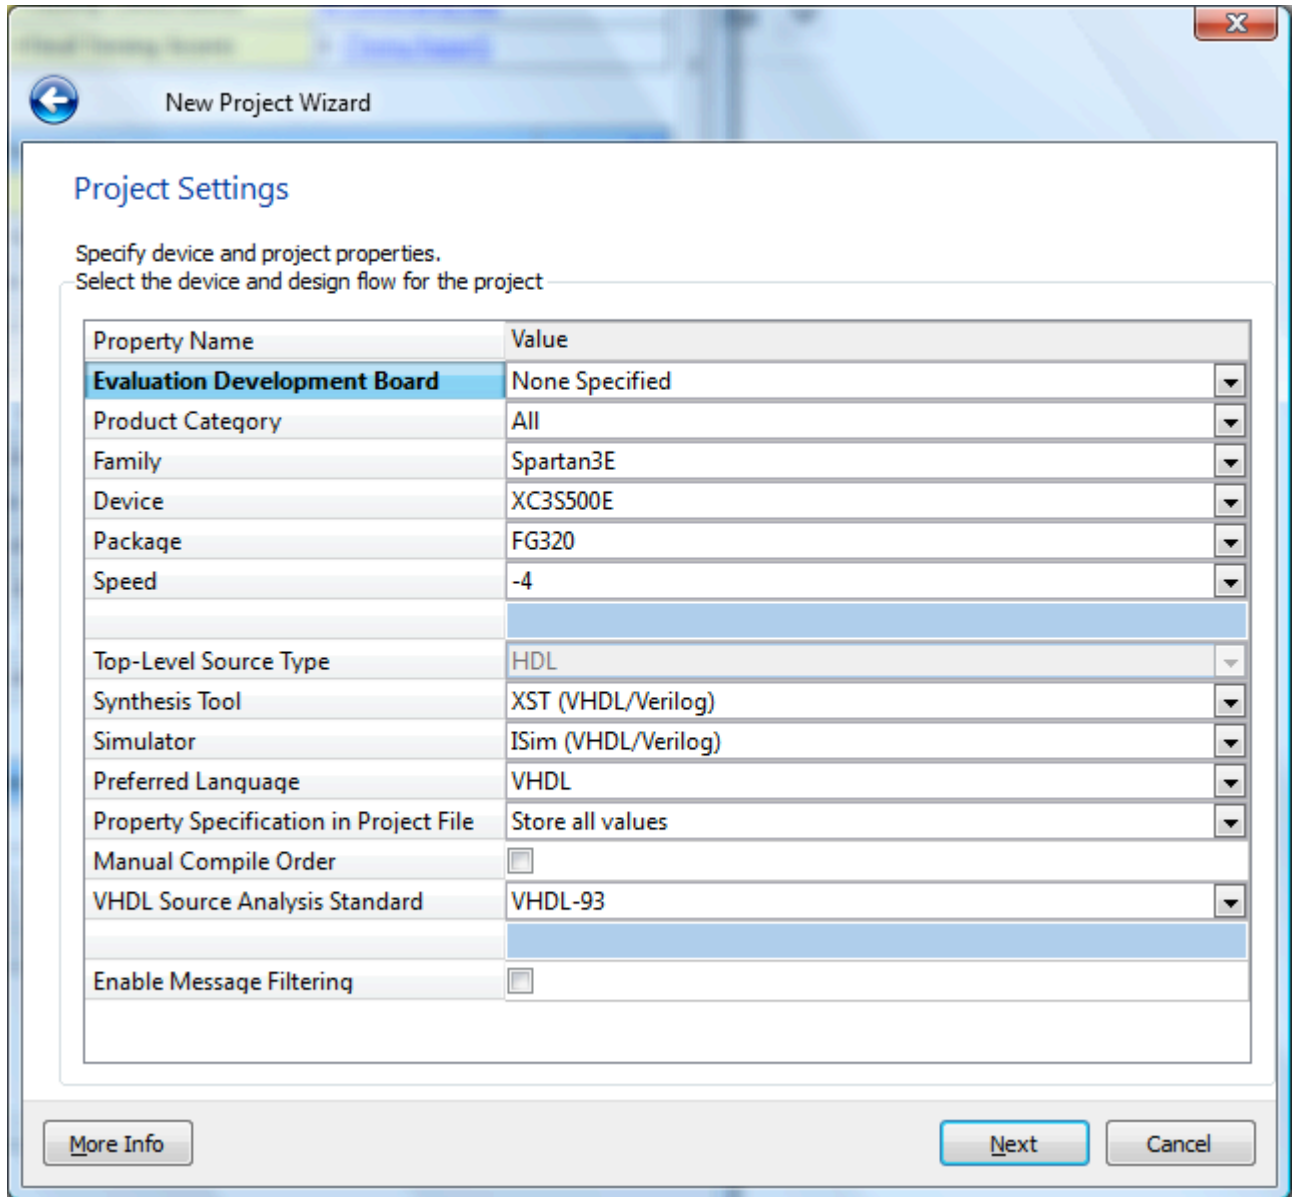 New Project Wizard
Project Settings
Specify device and project properties.
Select the device and design flow for the project
Property Name Value
Evaluation Development Board None Specified
Product Category All
Family Spartan3E
Device XC3S500E
Package FG320
Speed -4
Top-Level Source Type HDL
Synthesis Tool XST (VHDL/Verilog)
Simulator ISim (VHDL/Verilog)
Preferred Language VHDL
Property Specification in Project File Store all values
Manual Compile Order
VHDL Source Analysis Standard VHDL-93
Enable Message Filtering
More Info Next Cancel